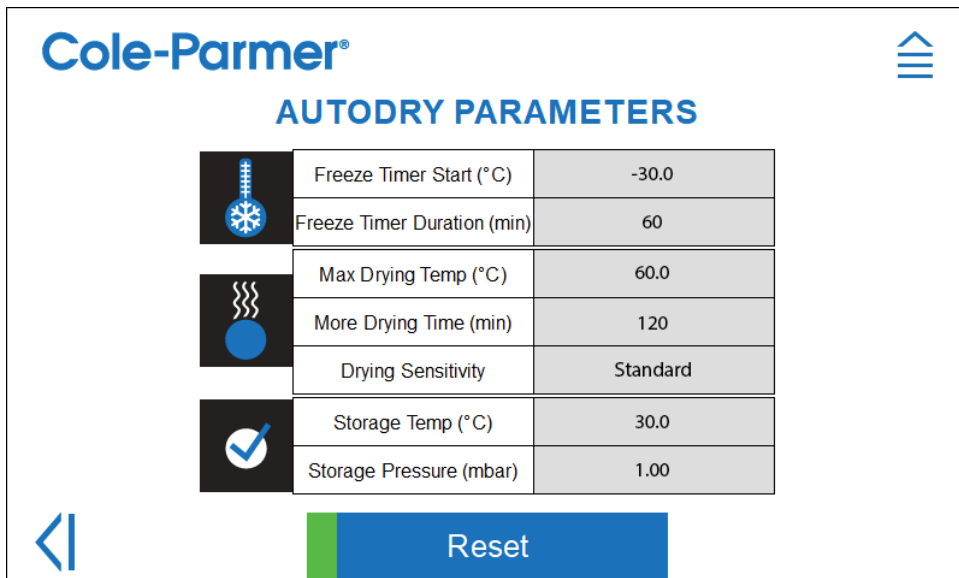 Cole-Parmer®
AUTODRY PARAMETERS
Freeze Timer Start (°C) -30.0
Freeze Timer Duration (min) 60
Max Drying Temp (°C) 60.0
More Drying Time (min) 120
Drying Sensitivity Standard
Storage Temp (°C) 30.0
Storage Pressure (mbar) 1.00
Reset